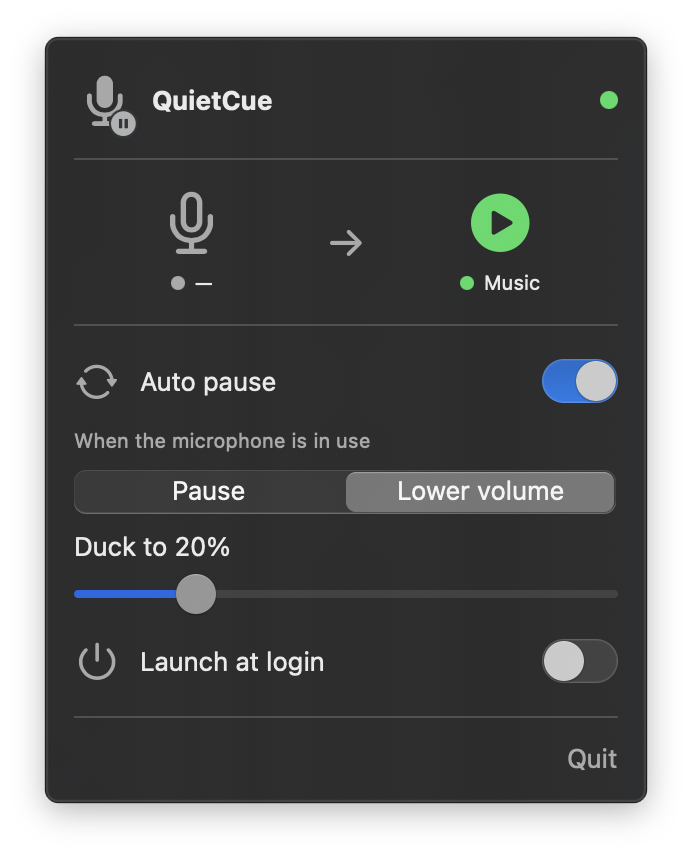 QuietCue
–
Music
Auto pause
When the microphone is in use
Pause
Lower volume
Duck to 20%
Launch at login
Quit